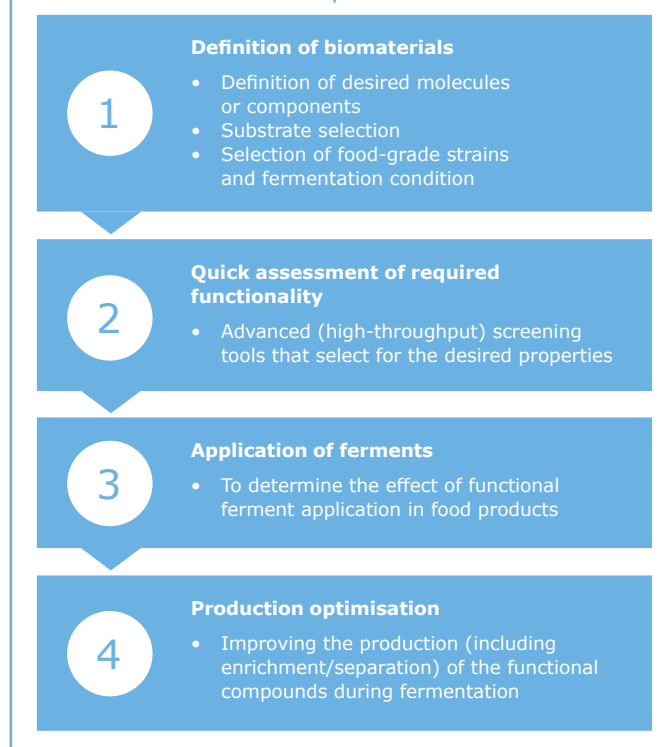 1
Definition of biomaterials
• Definition of desired molecules
or components
• Substrate selection
• Selection of food-grade strains
and fermentation condition
2
Quick assessment of required
functionality
• Advanced (high-throughput) screening
tools that select for the desired properties
3
Application of ferments
• To determine the effect of functional
ferment application in food products
4
Production optimisation
• Improving the production (including
enrichment/separation) of the functional
compounds during fermentation